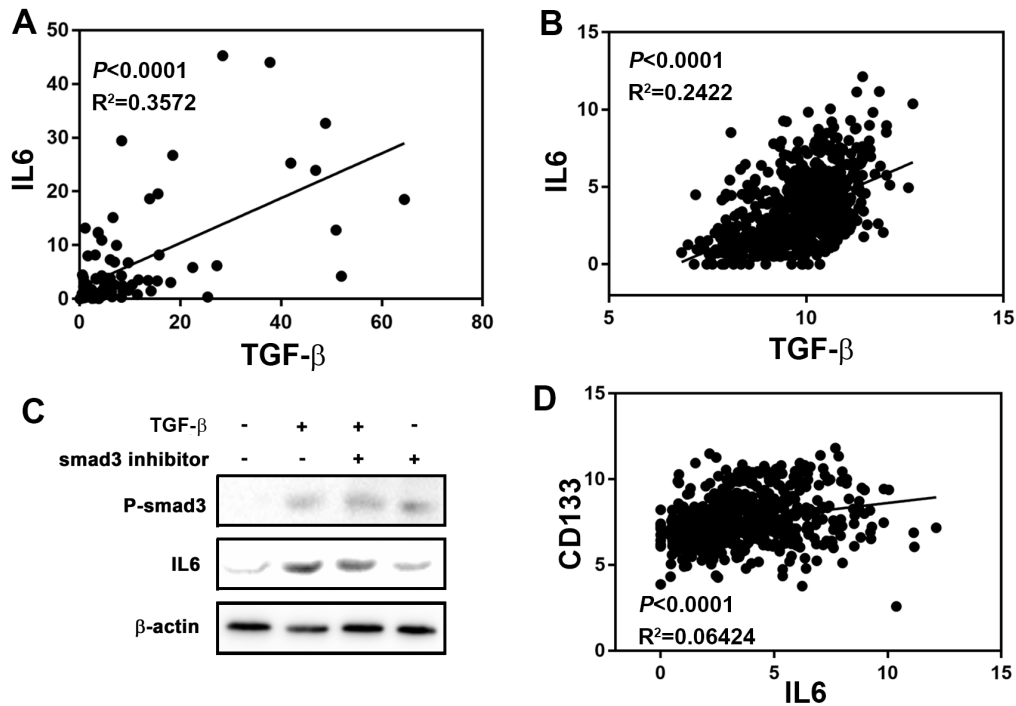 A
50
40
30
20
10
0
IL6
P<0.0001
R²=0.3572
0 20 40 60 80
TGF-β
B
15
10
5
0
IL6
P<0.0001
R²=0.2422
5 10 15
TGF-β
C
TGF-β - + + -
smad3 inhibitor - - + +
P-smad3
IL6
β-actin
D
15
10
5
0
CD133
P<0.0001
R²=0.06424
0 5 10 15
IL6